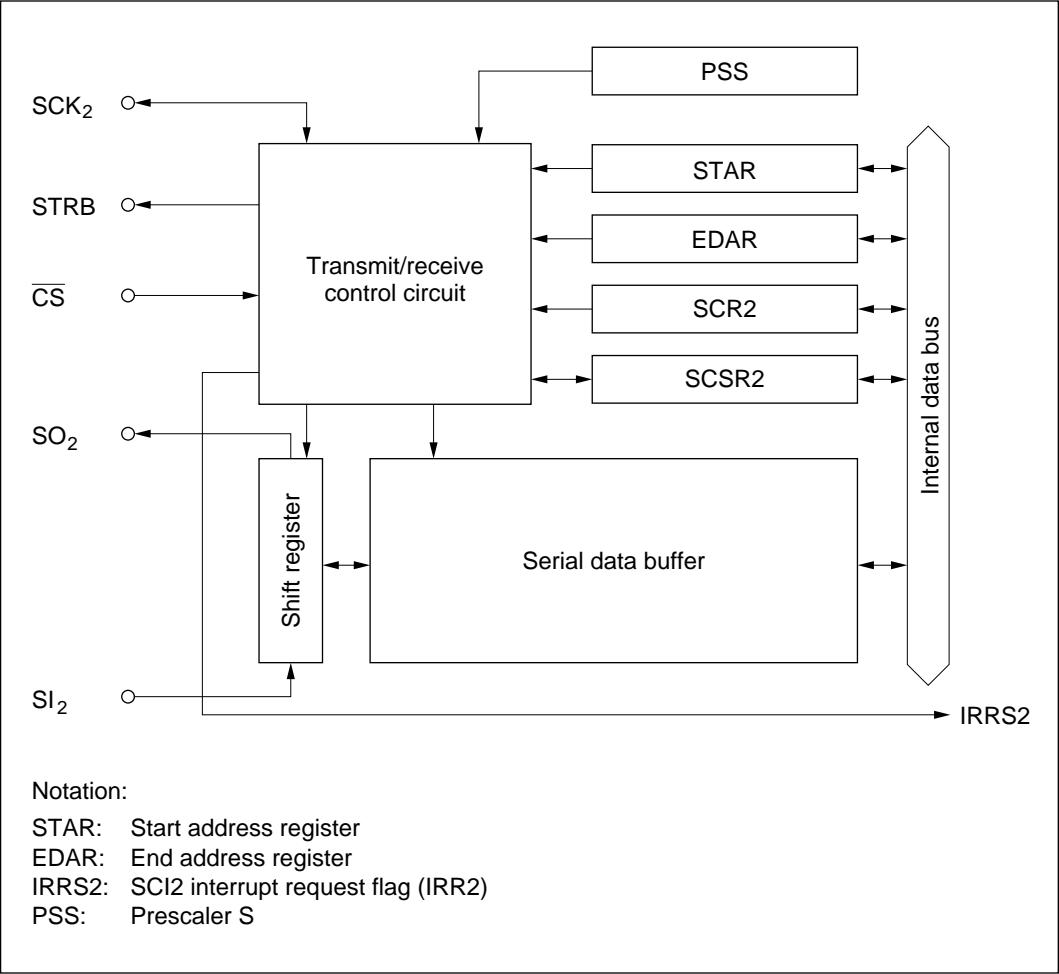 PSS
SCK2
STAR
STRB
EDAR
Transmit/receive
control circuit
CS
SCR2
SCSR2
SO2
Internal data bus
Shift register
Serial data buffer
SI2
IRRS2
Notation:
STAR: Start address register
EDAR: End address register
IRRS2: SCI2 interrupt request flag (IRR2)
PSS: Prescaler S